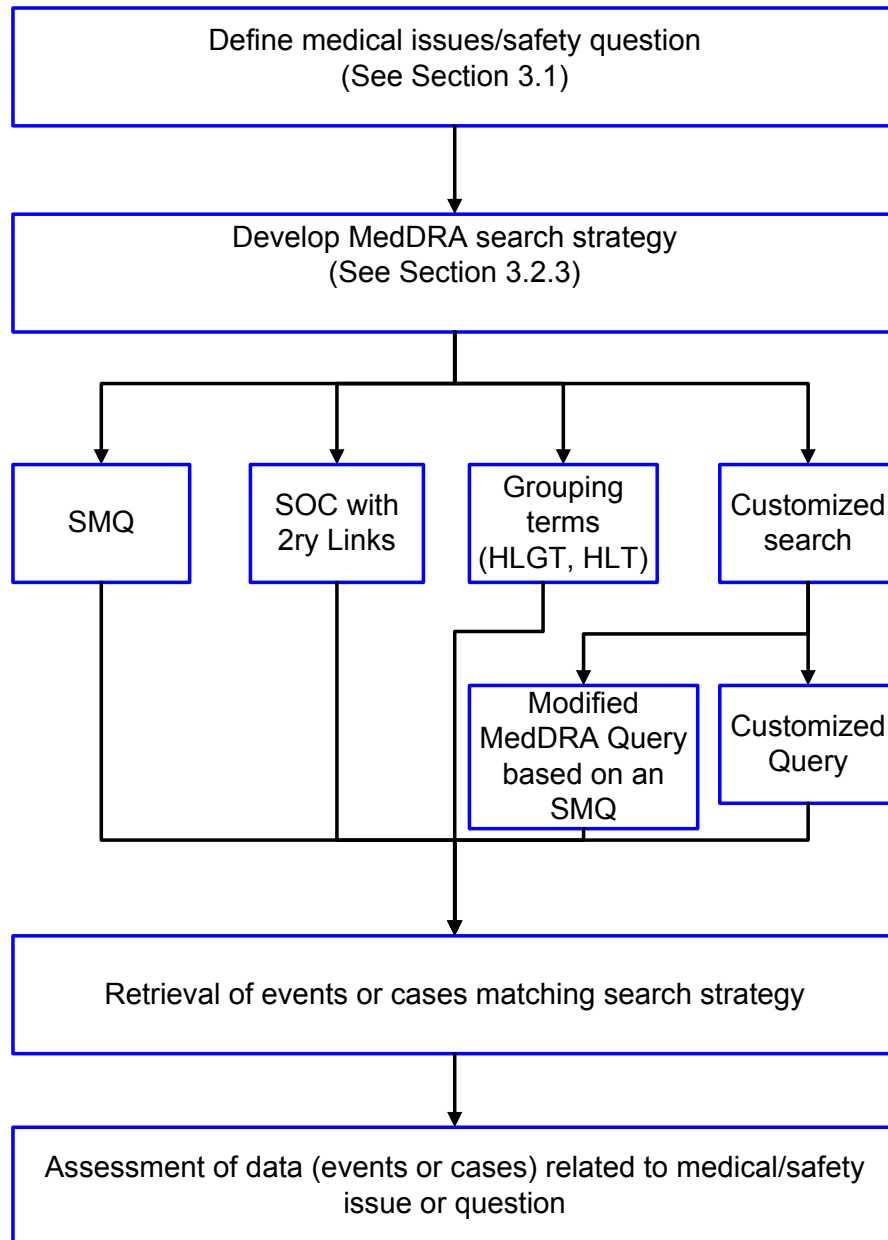 Define medical issues/safety question
(See Section 3.1)
Develop MedDRA search strategy
(See Section 3.2.3)
SMQ
SOC with
2ry Links
Grouping
terms
(HLGT, HLT)
Customized
search
Modified
MedDRA Query
based on an
SMQ
Customized
Query
Retrieval of events or cases matching search strategy
Assessment of data (events or cases) related to medical/safety
issue or question